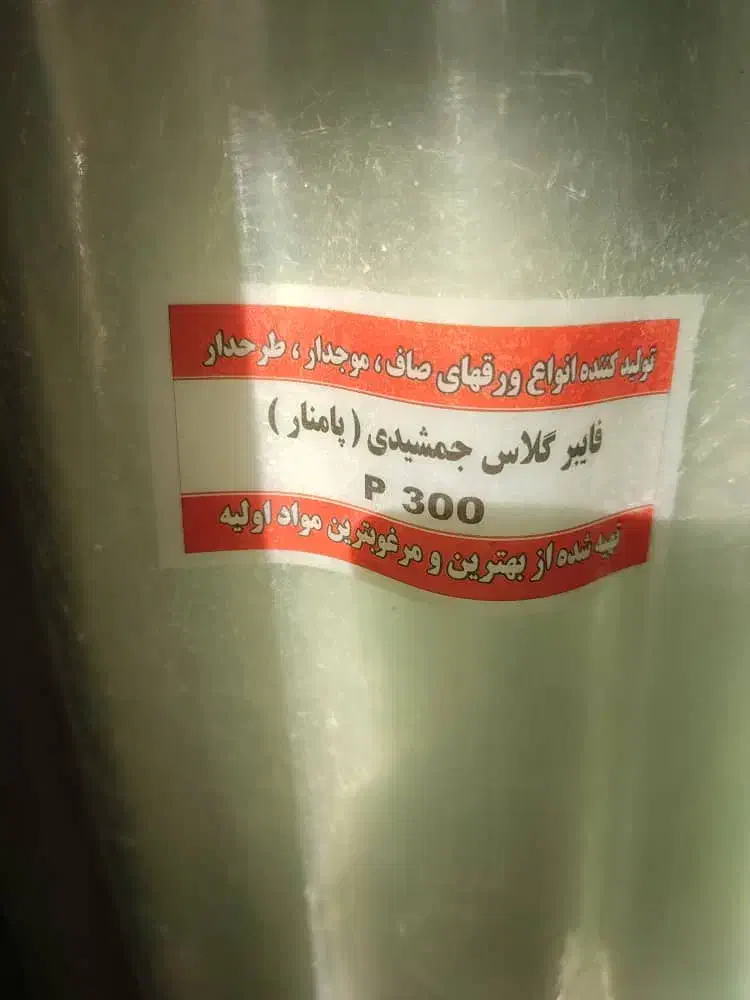 تولید کننده انواع ورقهای صاف ، موجدار ، طرحدار
فایبر گلاس جمشیدی ( پامنار )
P 300
تهیه شده از بهترین و مرغوبترین مواد اولیه